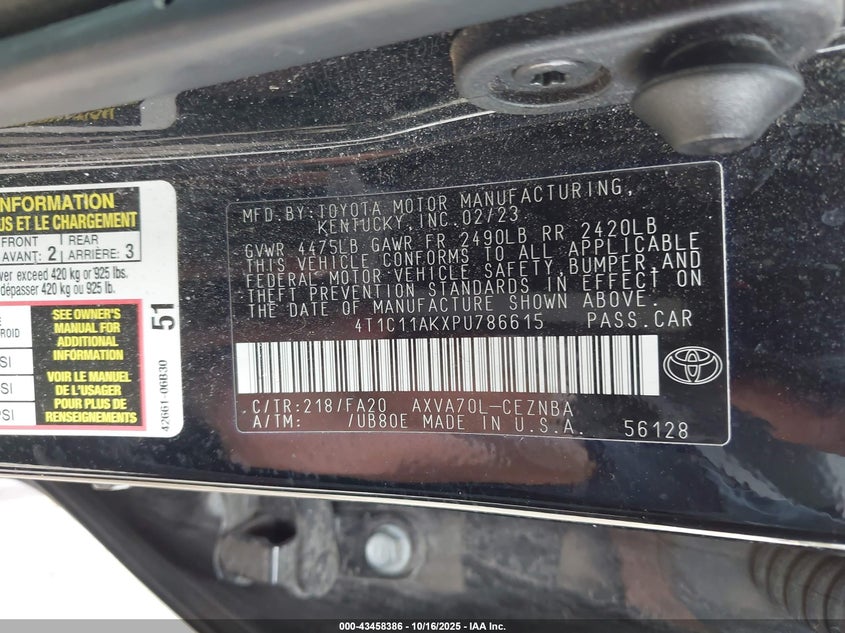 MFD.BY:TOYOTA MOTOR MANUFACTURING,
KENTUCKY,INC.02/23
GVWR 4475LB GAWR FR 2490LB RR 2420LB
THIS VEHICLE CONFORMS TO ALL APPLICABLE
FEDERAL MOTOR VEHICLE SAFETY,BUMPER,AND
THEFT PREVENTION STANDARDS IN EFFECT ON
THE DATE OF MANUFACTURE SHOWN ABOVE.
4T1C11AKXPU786615 PASS.CAR
C/TR:218/FA20 AXVA70L-CEZNBA
A/TM: /UB80E MADE IN U.S.A. 56128
INFORMATION
US ET LE CHARGEMENT
FRONT REAR
AVANT: 2 ARRIÈRE: 3
ver exceed 420 kg or 925 lbs.
dépasser 420 kg ou 925 lb.
SEE OWNER'S
MANUAL FOR
ADDITIONAL
INFORMATION
VOIR LE MANUEL
DE L'USAGER
POUR PLUS DE
RENSEIGNEMENTS
51
42661-06B30
000-43458386 - 10/16/2025 - IAA Inc.